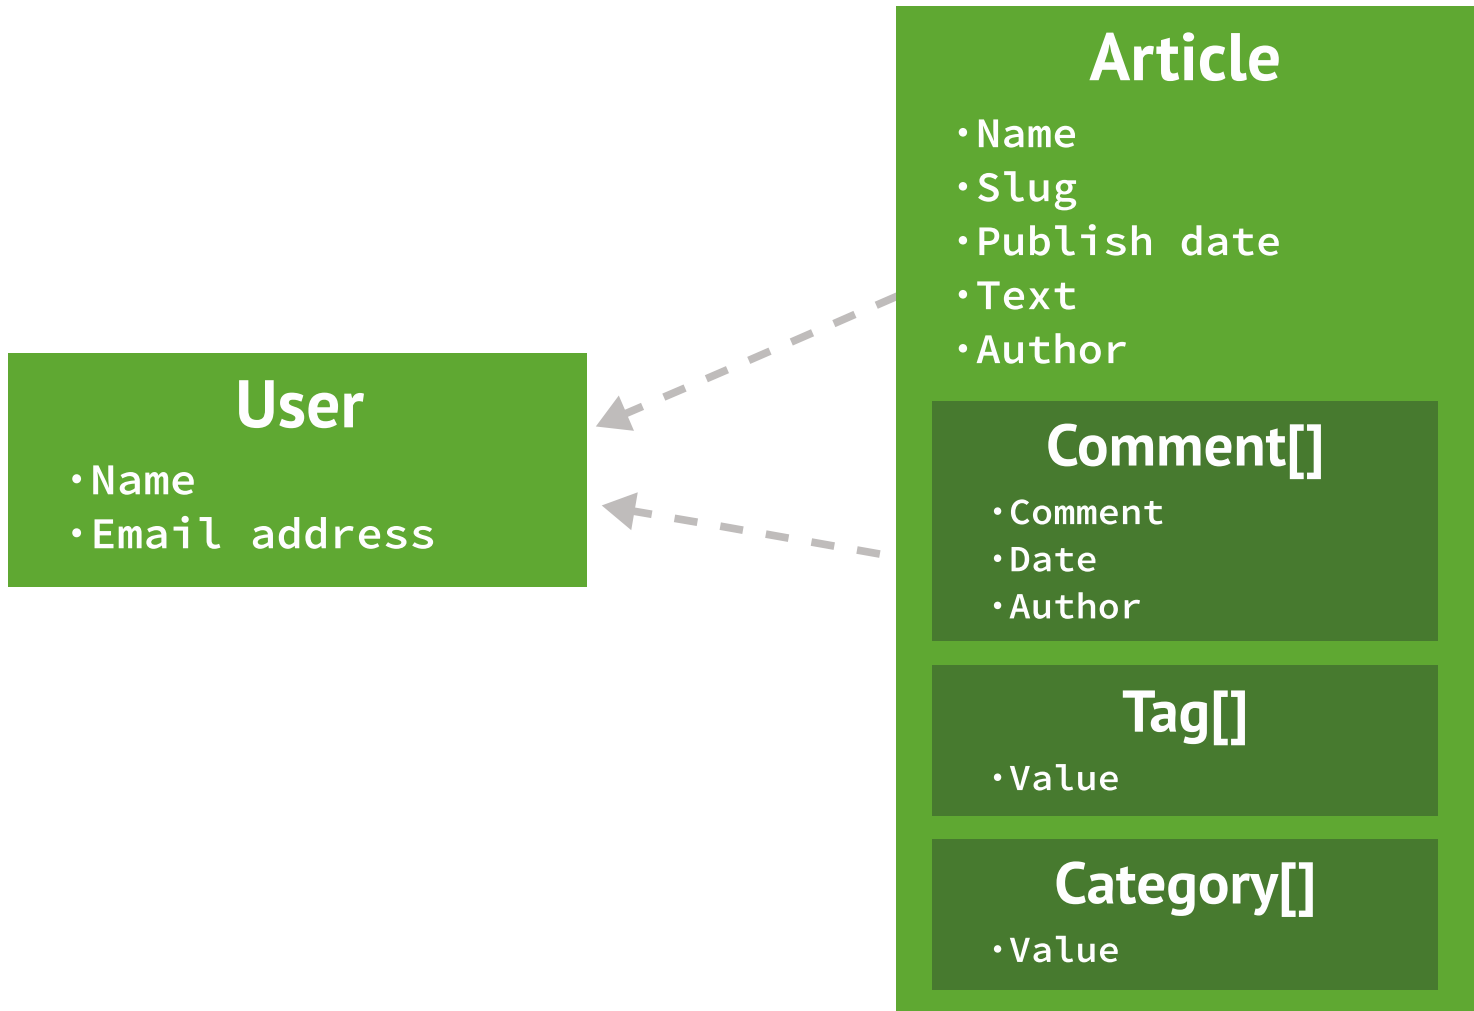 User
·Name
·Email address
Article
·Name
·Slug
·Publish date
·Text
·Author
Comment[]
·Comment
·Date
·Author
Tag[]
·Value
Category[]
·Value